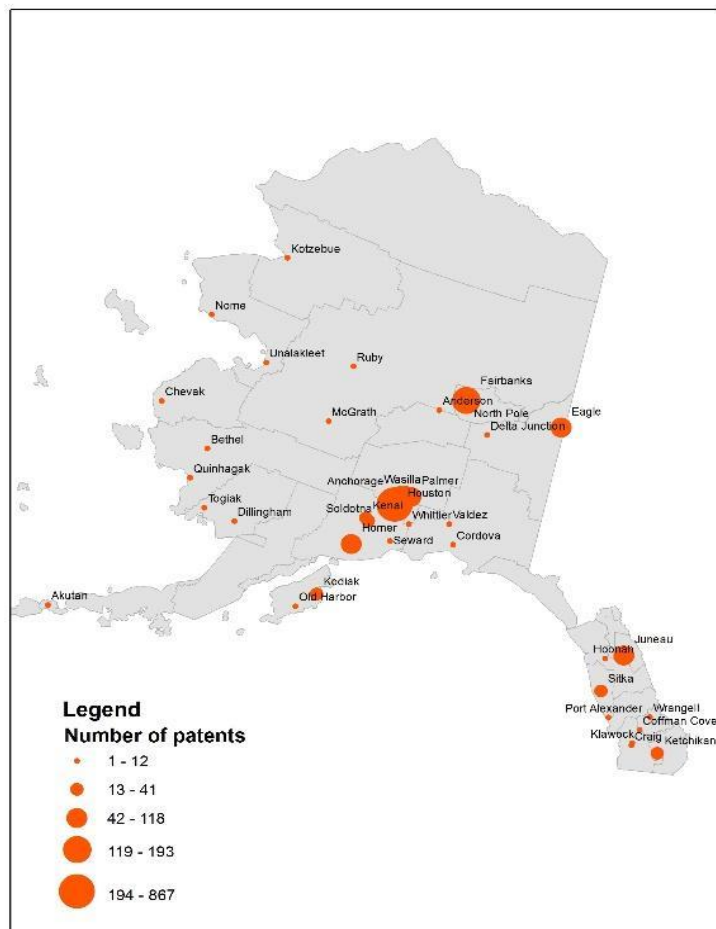 Kotzebue
Nome
Unalakleet
Ruby
Fairbanks
Chevak
Anderson
Eagle
McGrath
North Pole
Delta Junction
Bethel
Quinhagak
Anchorage
Wasilla
Palmer
Houston
Togiak
Soldotna
Kenai
Dillingham
Whittier
Valdez
Homer
Seward
Cordova
Kodiak
Akutan
Old Harbor
Juneau
Hoonah
Sitka
Port Alexander
Wrangell
Coffman Cove
Klawock
Craig
Ketchikan
Legend
Number of patents
1 - 12
13 - 41
42 - 118
119 - 193
194 - 867